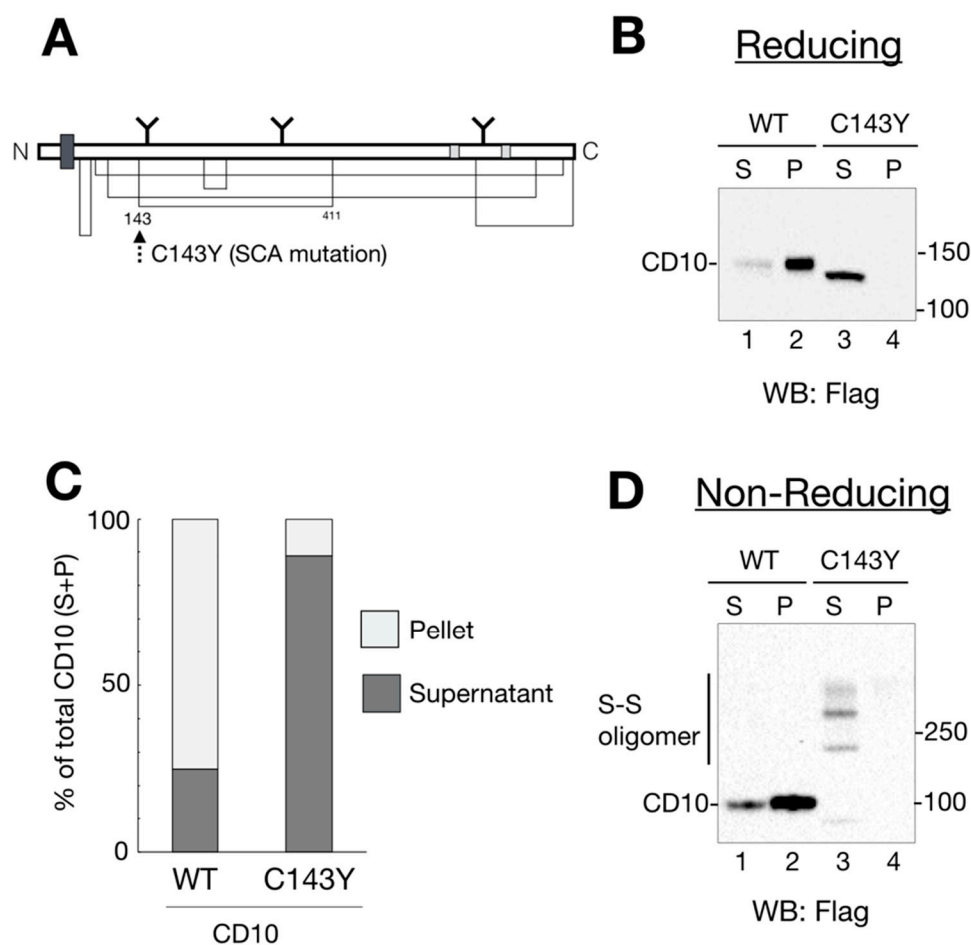 A
N
C
143
411
C143Y (SCA mutation)
B
Reducing
WT C143Y
S P S P
CD10-
-150
-100
1 2 3 4
WB: Flag
C
% of total CD10 (S+P)
100
50
0
Pellet
Supernatant
WT C143Y
CD10
D
Non-Reducing
WT C143Y
S P S P
S-S
oligomer
-250
CD10-
-100
1 2 3 4
WB: Flag